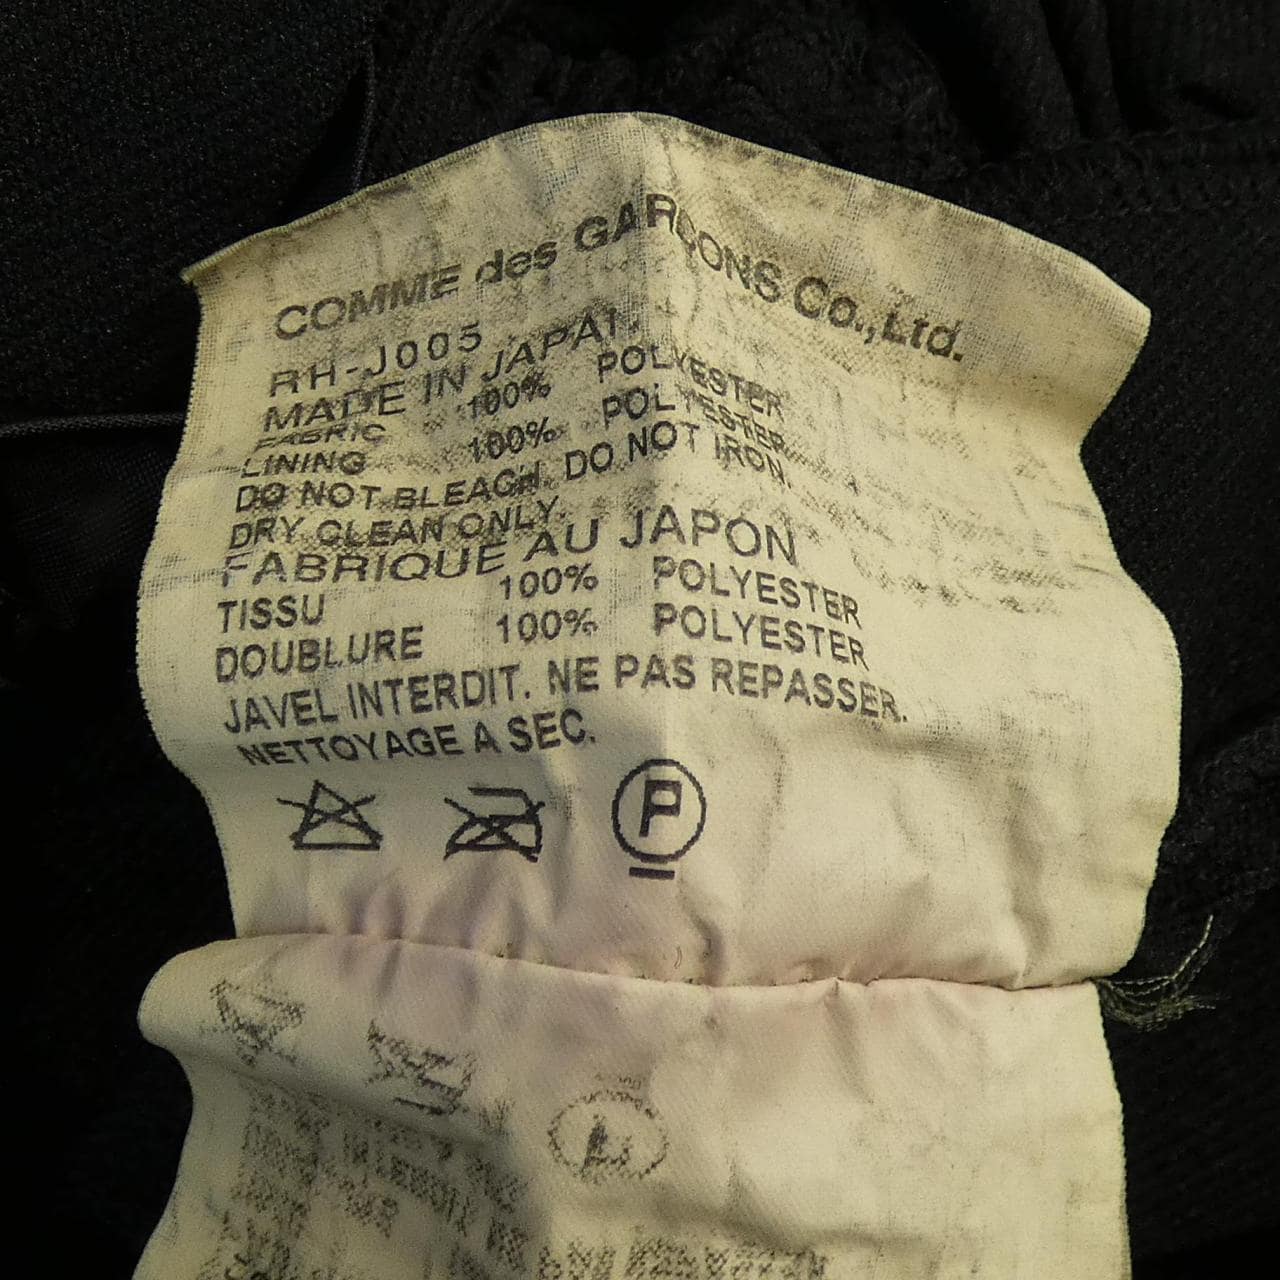 COMME des GARÇONS Co.,Ltd.
RH-J005
MADE IN JAPAN.
FABRIC 100% POLYESTER
LINING 100% POLYESTER
DO NOT BLEACH. DO NOT IRON.
DRY CLEAN ONLY.
FABRIQUE AU JAPON
TISSU 100% POLYESTER
DOUBLURE 100% POLYESTER
JAVEL INTERDIT. NE PAS REPASSER.
NETTOYAGE A SEC.
P